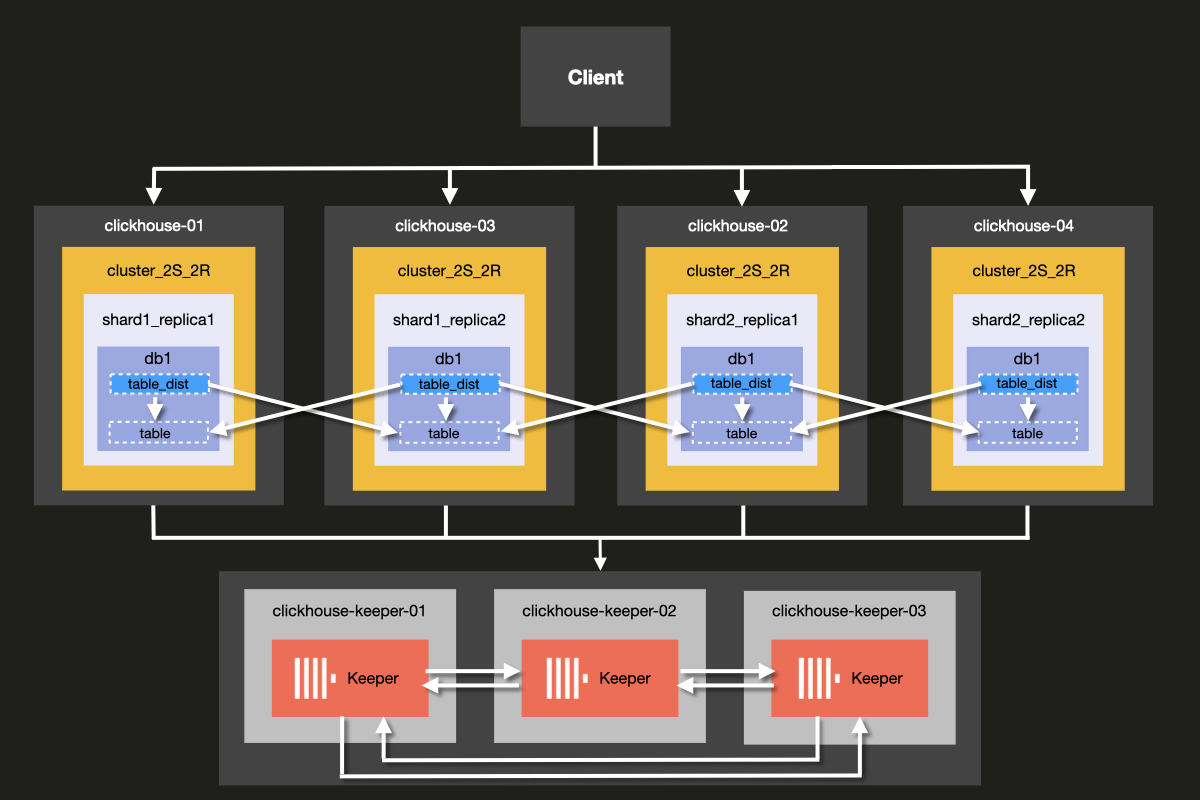 Client
clickhouse-01
cluster_2S_2R
shard1_replica1
db1
table_dist
table
clickhouse-03
cluster_2S_2R
shard1_replica2
db1
table_dist
table
clickhouse-02
cluster_2S_2R
shard2_replica1
db1
table_dist
table
clickhouse-04
cluster_2S_2R
shard2_replica2
db1
table_dist
table
clickhouse-keeper-01
Keeper
clickhouse-keeper-02
Keeper
clickhouse-keeper-03
Keeper